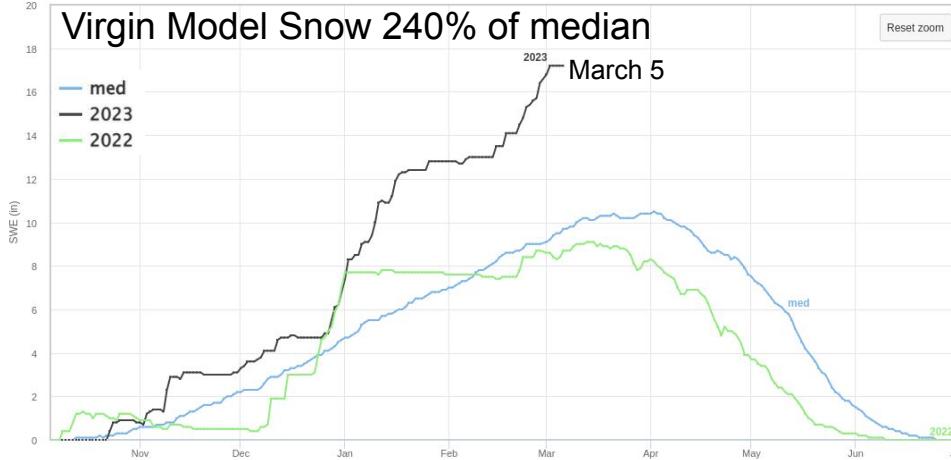 Virgin Model Snow 240% of median
Reset zoom
2023
March 5
med
2023
2022
20
18
16
14
12
10
8
6
4
2
0
SWE (in)
med
2022
Nov Dec Jan Feb Mar Apr May Jun